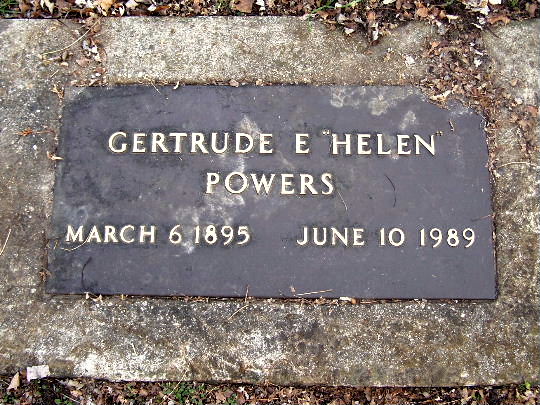 GERTRUDE E "HELEN"
POWERS
MARCH 6 1895 JUNE 10 1989